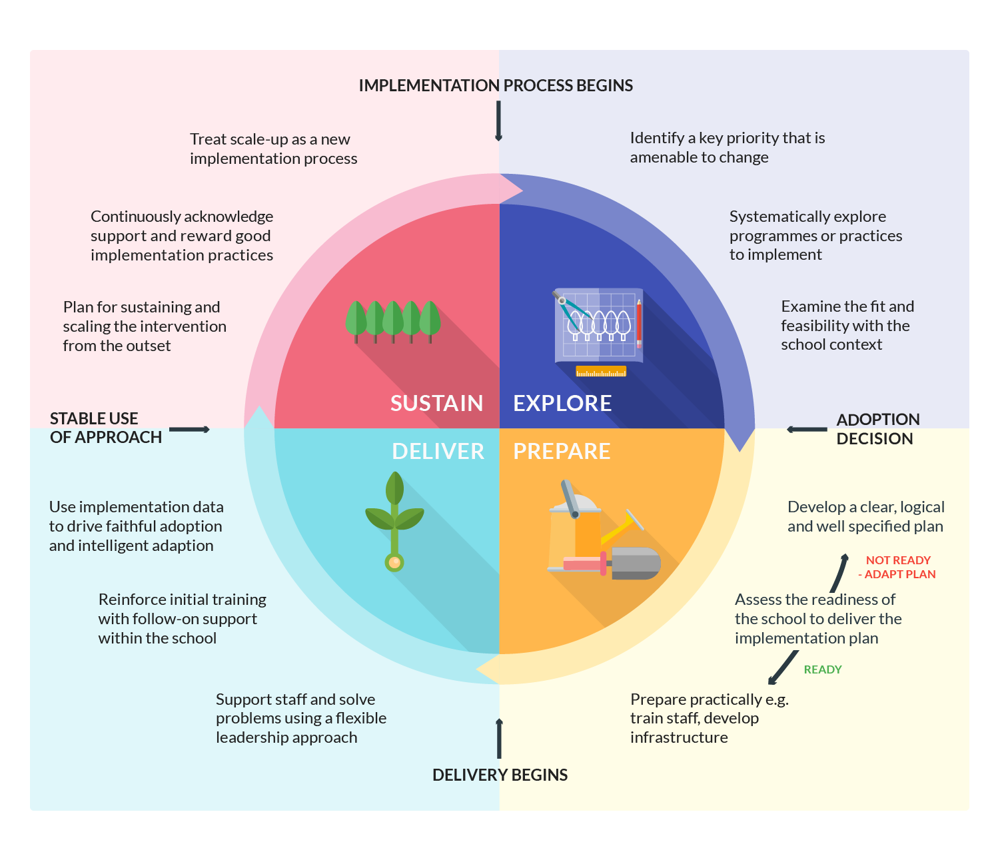 IMPLEMENTATION PROCESS BEGINS
Identify a key priority that is
amenable to change
Systematically explore
programmes or practices
to implement
Examine the fit and
feasibility with the
school context
EXPLORE
ADOPTION
DECISION
PREPARE
Develop a clear, logical
and well specified plan
NOT READY
- ADAPT PLAN
Assess the readiness of
the school to deliver the
implementation plan
READY
Prepare practically e.g.
train staff, develop
infrastructure
DELIVERY BEGINS
DELIVER
Support staff and solve
problems using a flexible
leadership approach
Reinforce initial training
with follow-on support
within the school
Use implementation data
to drive faithful adoption
and intelligent adaption
STABLE USE
OF APPROACH
SUSTAIN
Plan for sustaining and
scaling the intervention
from the outset
Continuously acknowledge
support and reward good
implementation practices
Treat scale-up as a new
implementation process